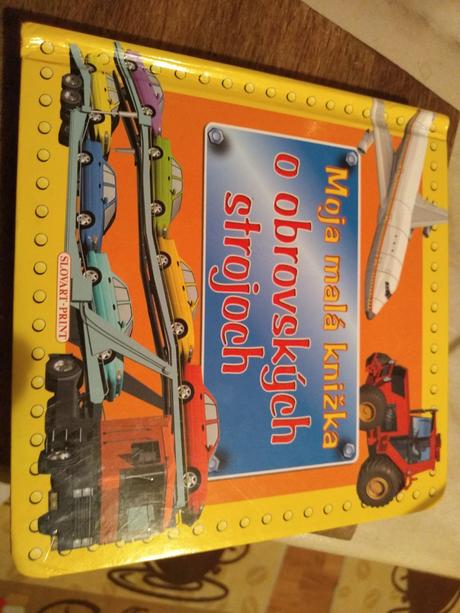 Moja malá knižka
o obrovských
strojoch
SLOVART-PRINT